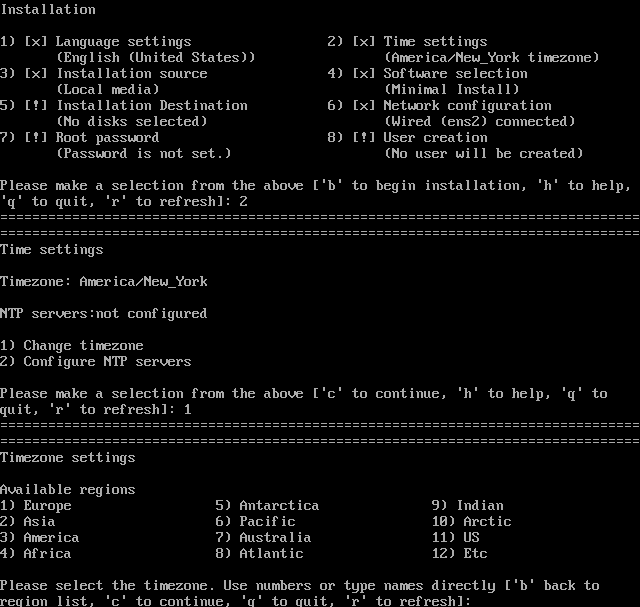 Installation
1) [x] Language settings 2) [x] Time settings
(English (United States)) (America/New_York timezone)
3) [x] Installation source 4) [x] Software selection
(Local media) (Minimal Install)
5) [!] Installation Destination 6) [x] Network configuration
(No disks selected) (Wired (ens2) connected)
7) [!] Root password 8) [!] User creation
(Password is not set.) (No user will be created)
Please make a selection from the above ['b' to begin installation, 'h' to help,
'q' to quit, 'r' to refresh]: 2
================================================================================
================================================================================
Time settings
Timezone: America/New_York
NTP servers:not configured
1) Change timezone
2) Configure NTP servers
Please make a selection from the above ['c' to continue, 'h' to help, 'q' to
quit, 'r' to refresh]: 1
================================================================================
================================================================================
Timezone settings
Available regions
1) Europe 5) Antarctica 9) Indian
2) Asia 6) Pacific 10) Arctic
3) America 7) Australia 11) US
4) Africa 8) Atlantic 12) Etc
Please select the timezone. Use numbers or type names directly ['b' back to
region list, 'c' to continue, 'q' to quit, 'r' to refresh]: